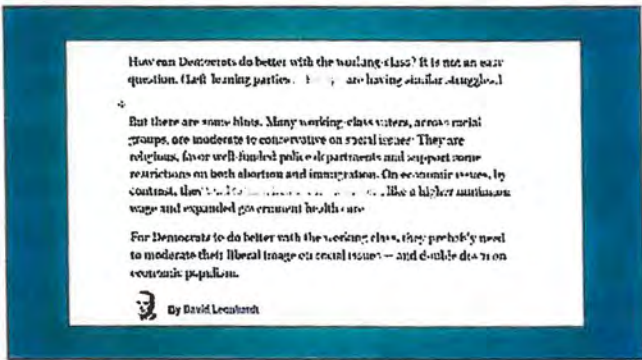 How can Democrats do better with the working class? It is not an easy
question. (Left-leaning parties are having similar struggles.)
But there are some hints. Many working-class voters, across racial
groups, are moderate to conservative on social issues. They are
religious, favor well-funded police departments and support some
restrictions on both abortion and immigration. On economic issues, by
contrast, they like a higher minimum
wage and expanded government health care.
For Democrats to do better with the working class, they probably need
to moderate their liberal image on social issues — and double down on
economic populism.
By David Leonhardt